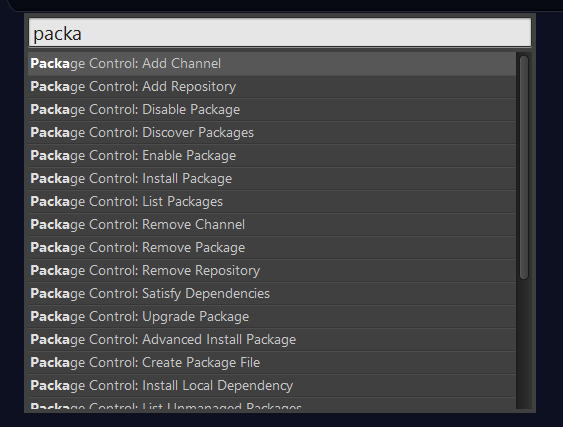 packa
Package Control: Add Channel
Package Control: Add Repository
Package Control: Disable Package
Package Control: Discover Packages
Package Control: Enable Package
Package Control: Install Package
Package Control: List Packages
Package Control: Remove Channel
Package Control: Remove Package
Package Control: Remove Repository
Package Control: Satisfy Dependencies
Package Control: Upgrade Package
Package Control: Advanced Install Package
Package Control: Create Package File
Package Control: Install Local Dependency
Package Control: List Unmanaged Packages